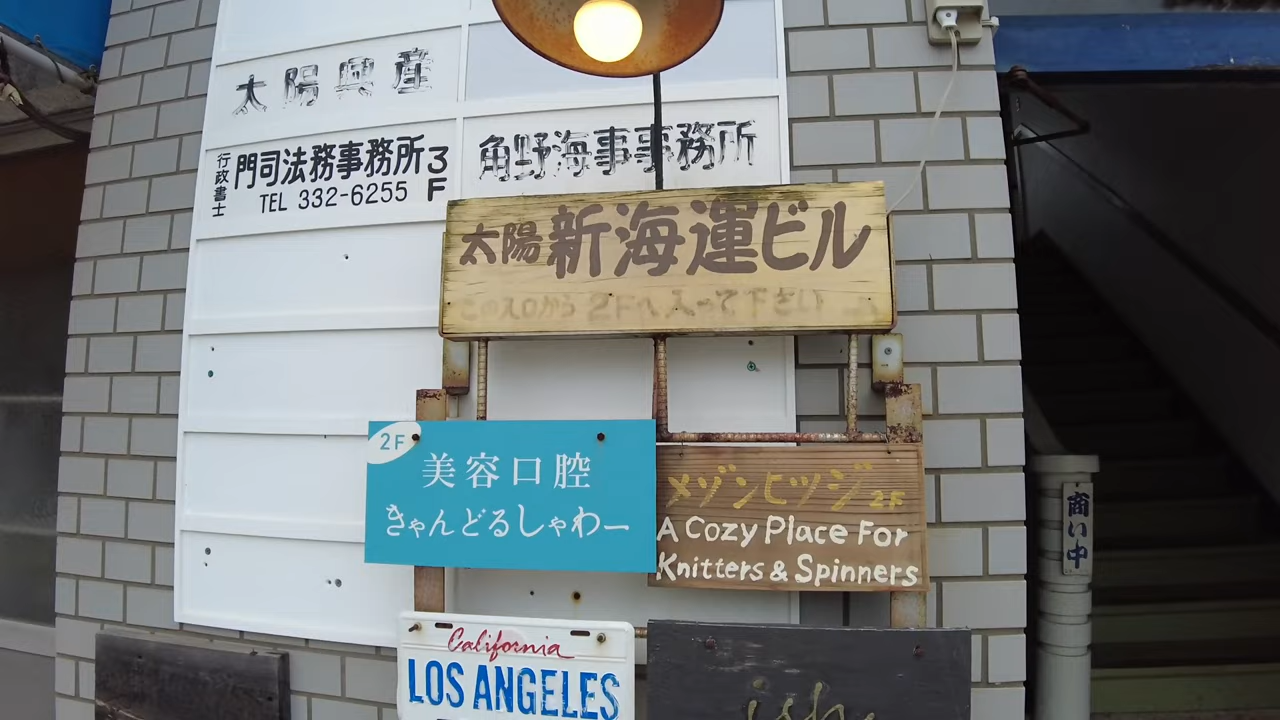 太陽興産
行政書士 門司法務事務所 3F
TEL 332-6255
角野海事事務所
太陽 新海運ビル
この入口から 2Fへ入って下さい
2F
美容口腔
きゃんどるしゃわー
メゾンヒツジ 2F
A Cozy Place For
Knitters & Spinners
商い中
California
LOS ANGELES
ish